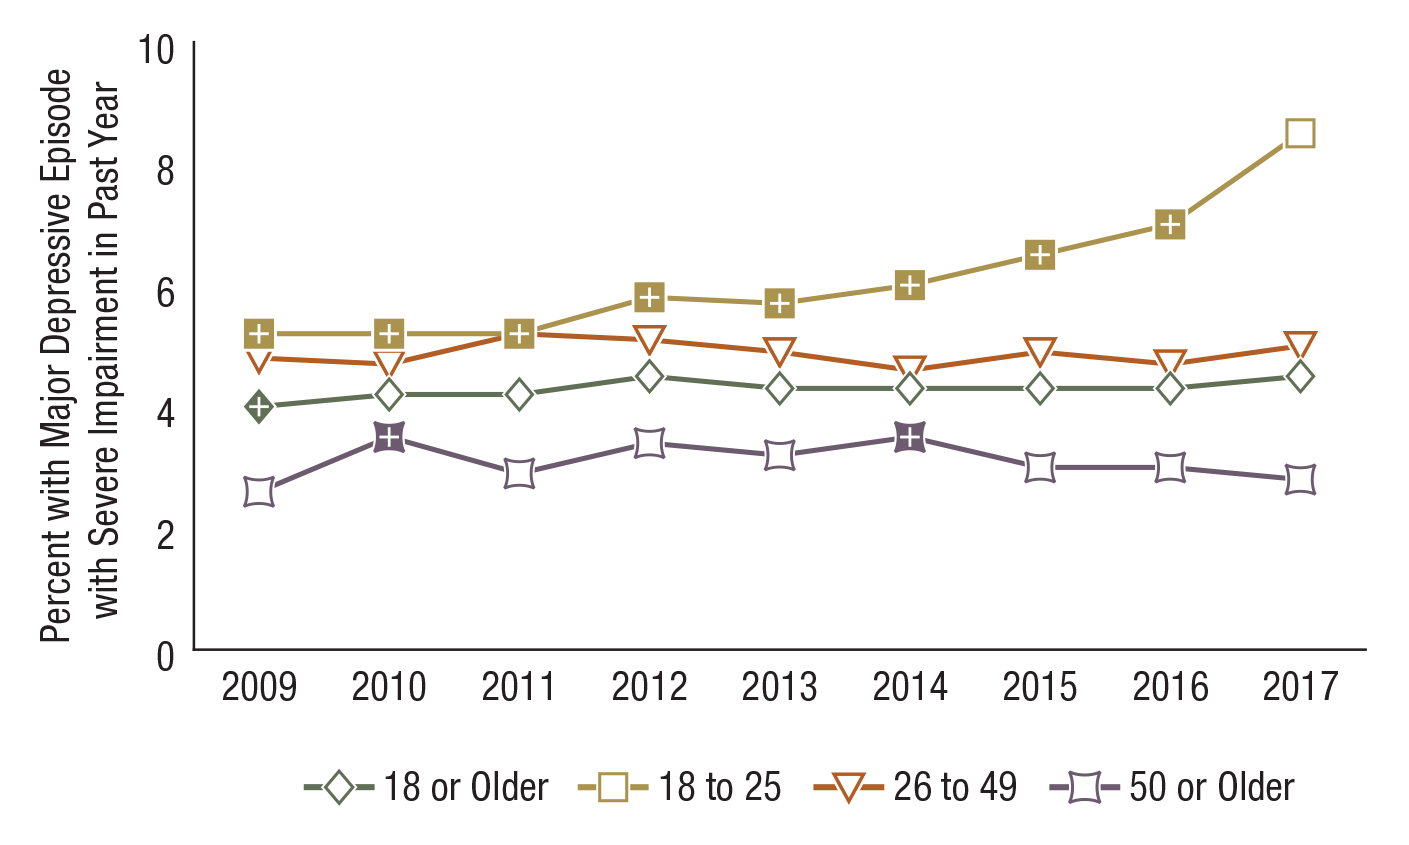 Percent with Major Depressive Episode
with Severe Impairment in Past Year
10
8
6
4
2
0
2009 2010 2011 2012 2013 2014 2015 2016 2017
18 or Older 18 to 25 26 to 49 50 or Older